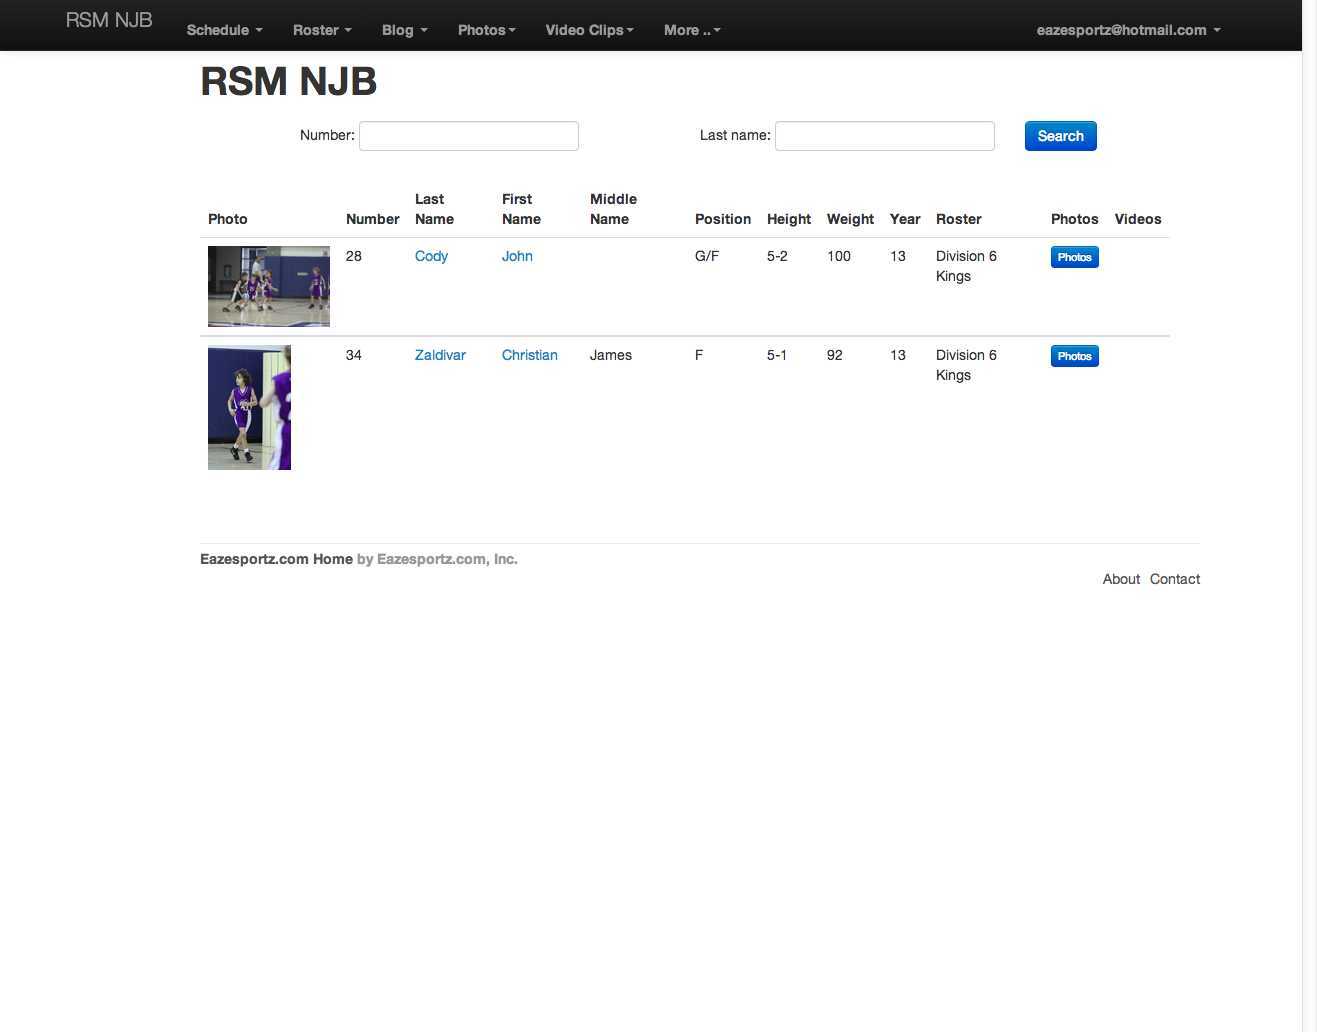 RSM NJB Schedule Roster Blog Photos Video Clips More .. eazesportz@hotmail.com
RSM NJB
Number: Last name: Search
Photo Number Last Name First Name Middle Name Position Height Weight Year Roster Photos Videos
28 Cody John G/F 5-2 100 13 Division 6 Kings Photos
34 Zaldivar Christian James F 5-1 92 13 Division 6 Kings Photos
Eazesportz.com Home by Eazesportz.com, Inc.
About Contact